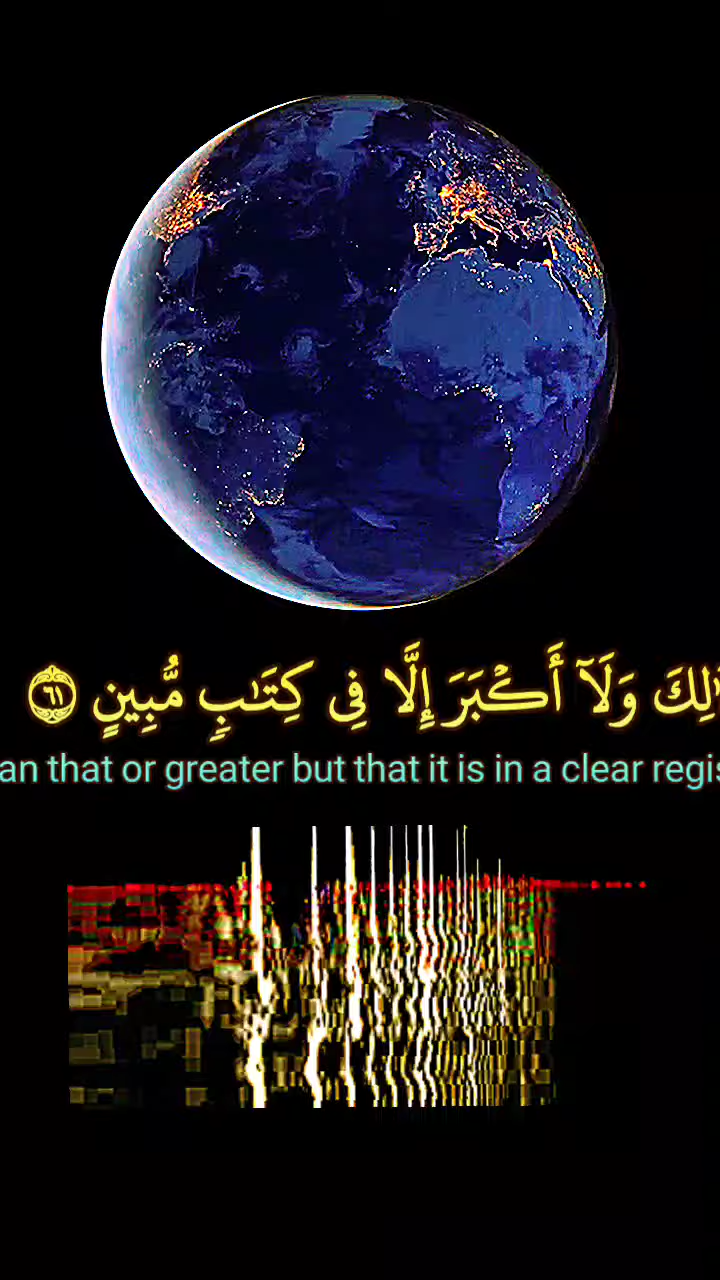 ٰلِكَ وَلَآ أَكْبَرَ إِلَّا فِى كِتَـٰبٍ مُّبِينٍ ٦١
an that or greater but that it is in a clear regis